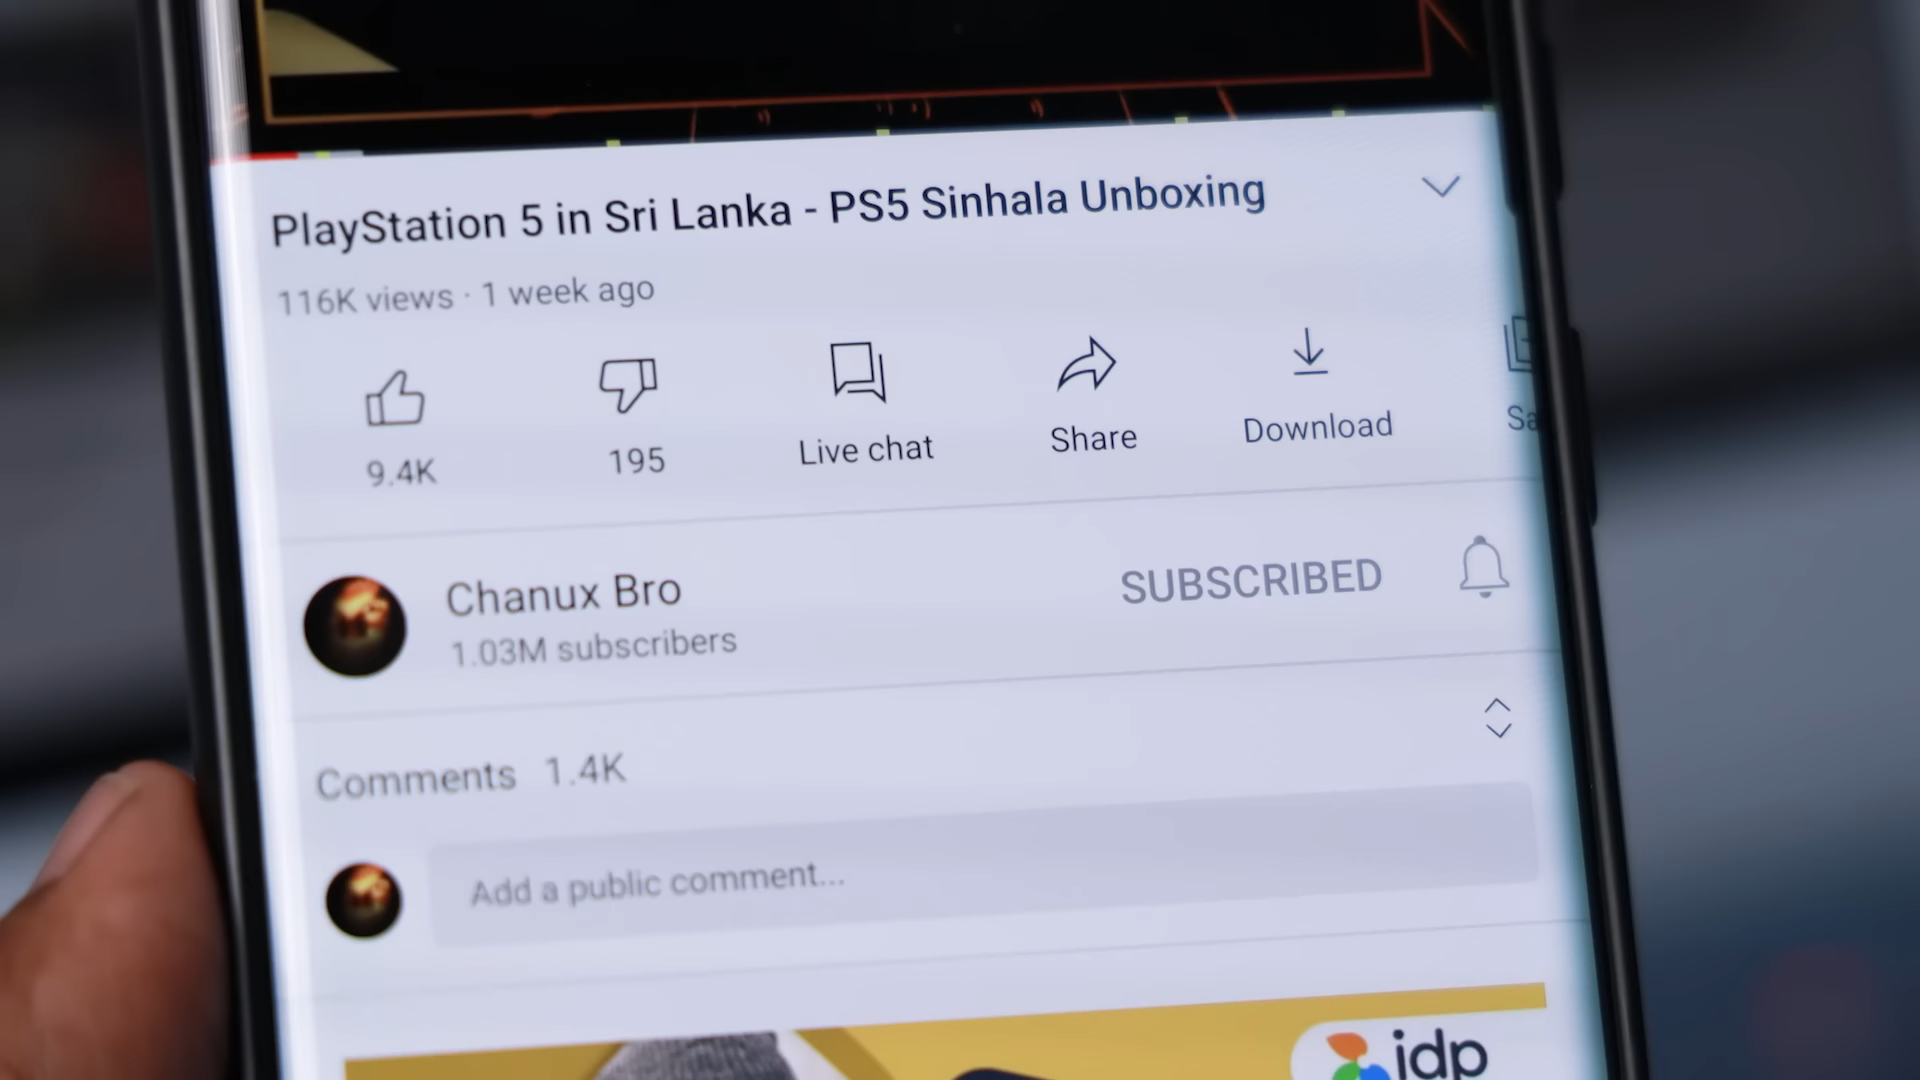 PlayStation 5 in Sri Lanka - PS5 Sinhala Unboxing
116K views · 1 week ago
9.4K 195 Live chat Share Download Sa
Chanux Bro
1.03M subscribers
SUBSCRIBED
Comments 1.4K
Add a public comment...
idp